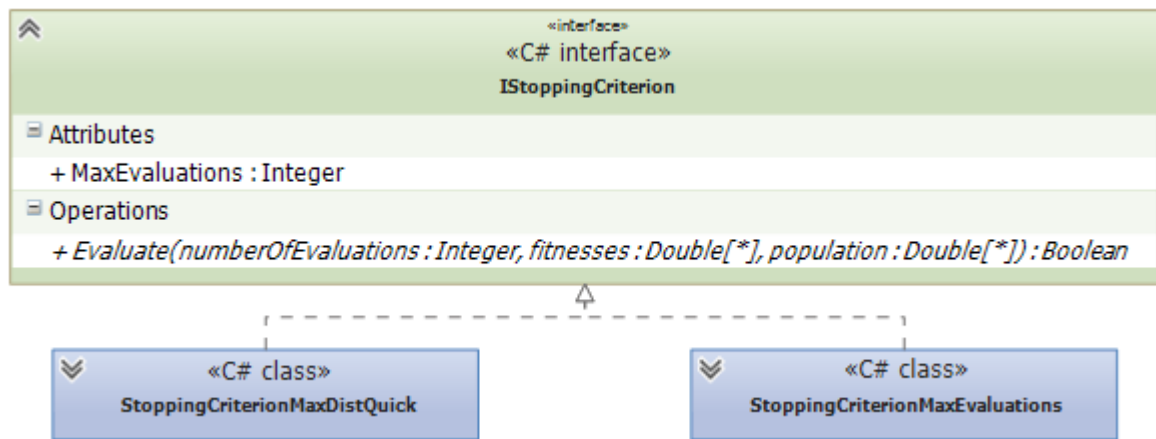 «interface»
«C# interface»
IStoppingCriterion
Attributes
+ MaxEvaluations : Integer
Operations
+ Evaluate(numberOfEvaluations : Integer, fitnesses : Double[*], population : Double[*]) : Boolean
«C# class»
StoppingCriterionMaxDistQuick
«C# class»
StoppingCriterionMaxEvaluations